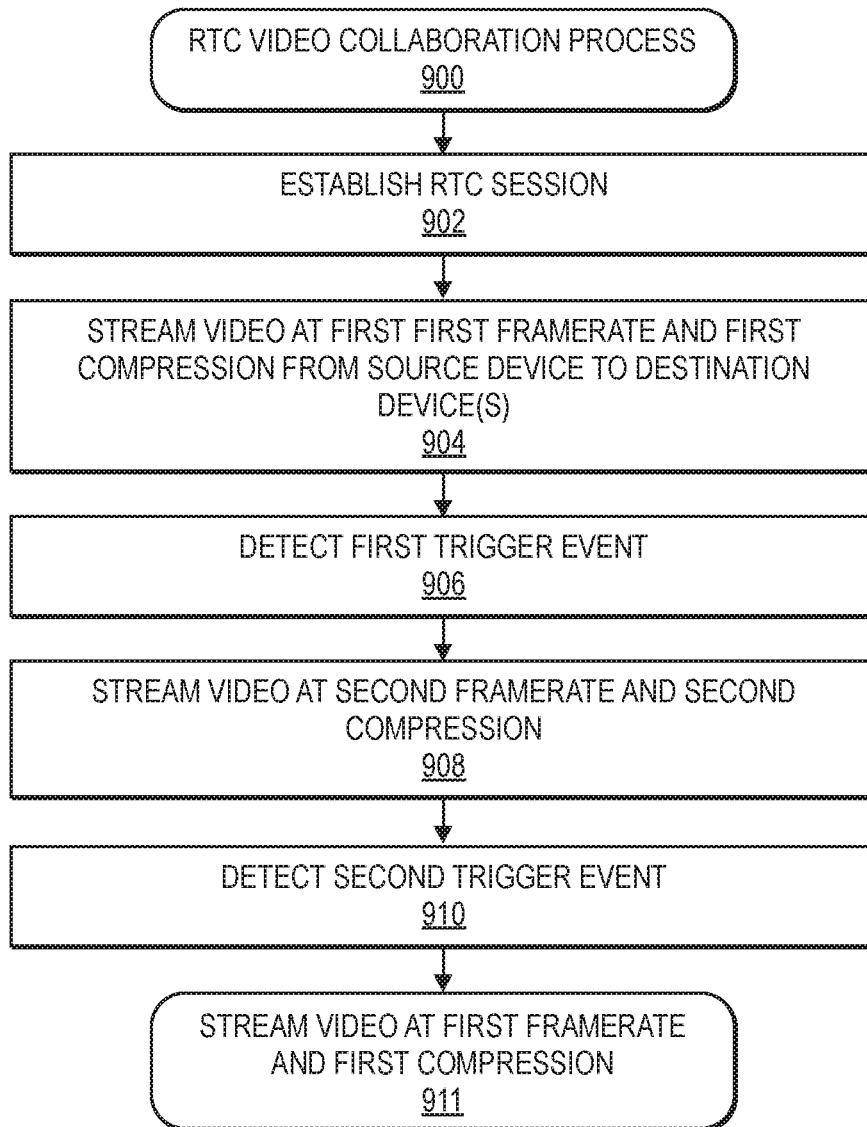 RTC VIDEO COLLABORATION PROCESS
900
ESTABLISH RTC SESSION
902
STREAM VIDEO AT FIRST FIRST FRAMERATE AND FIRST
COMPRESSION FROM SOURCE DEVICE TO DESTINATION
DEVICE(S)
904
DETECT FIRST TRIGGER EVENT
906
STREAM VIDEO AT SECOND FRAMERATE AND SECOND
COMPRESSION
908
DETECT SECOND TRIGGER EVENT
910
STREAM VIDEO AT FIRST FRAMERATE
AND FIRST COMPRESSION
911